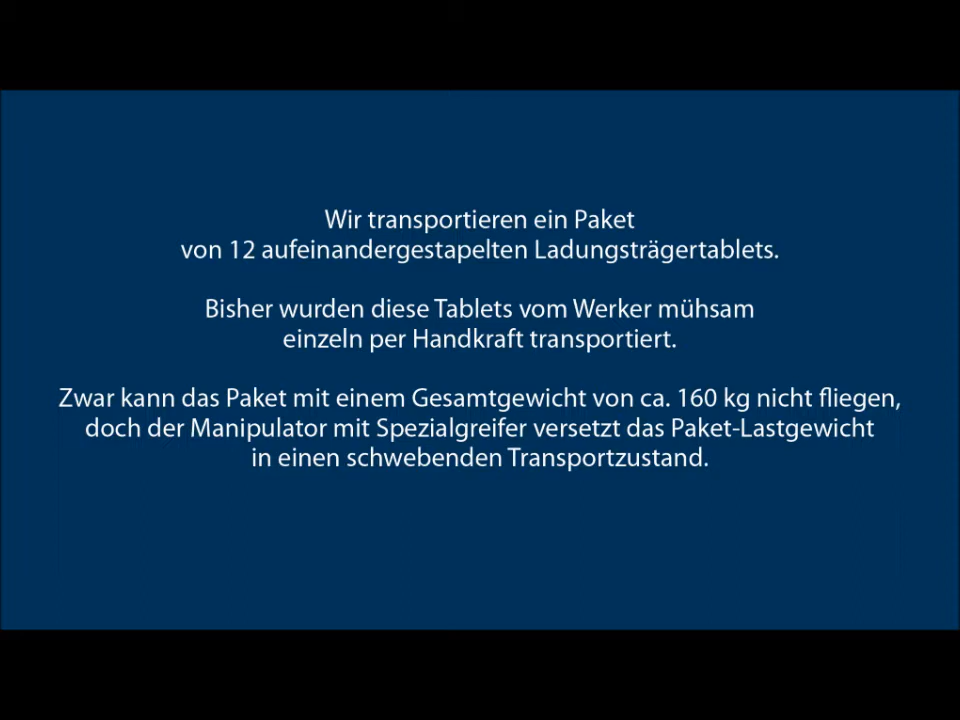 Wir transportieren ein Paket
von 12 aufeinandergestapelten Ladungsträgertablets.
Bisher wurden diese Tablets vom Werker mühsam
einzeln per Handkraft transportiert.
Zwar kann das Paket mit einem Gesamtgewicht von ca. 160 kg nicht fliegen,
doch der Manipulator mit Spezialgreifer versetzt das Paket-Lastgewicht
in einen schwebenden Transportzustand.